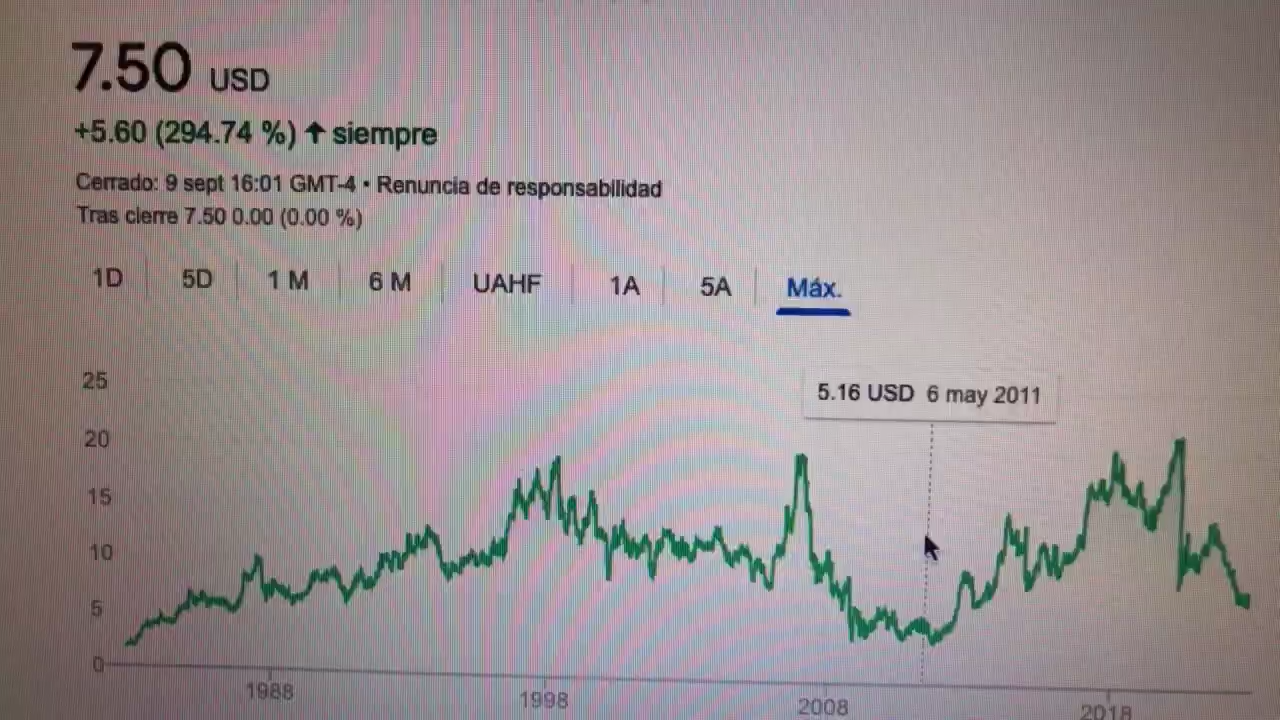 7.50 USD
+5.60 (294.74 %) ↑ siempre
Cerrado: 9 sept 16:01 GMT-4 • Renuncia de responsabilidad
Tras cierre 7.50 0.00 (0.00 %)
1D 5D 1 M 6 M UAHF 1A 5A Máx.
5.16 USD 6 may 2011
25
20
15
10
5
0
1988 1998 2008 2018